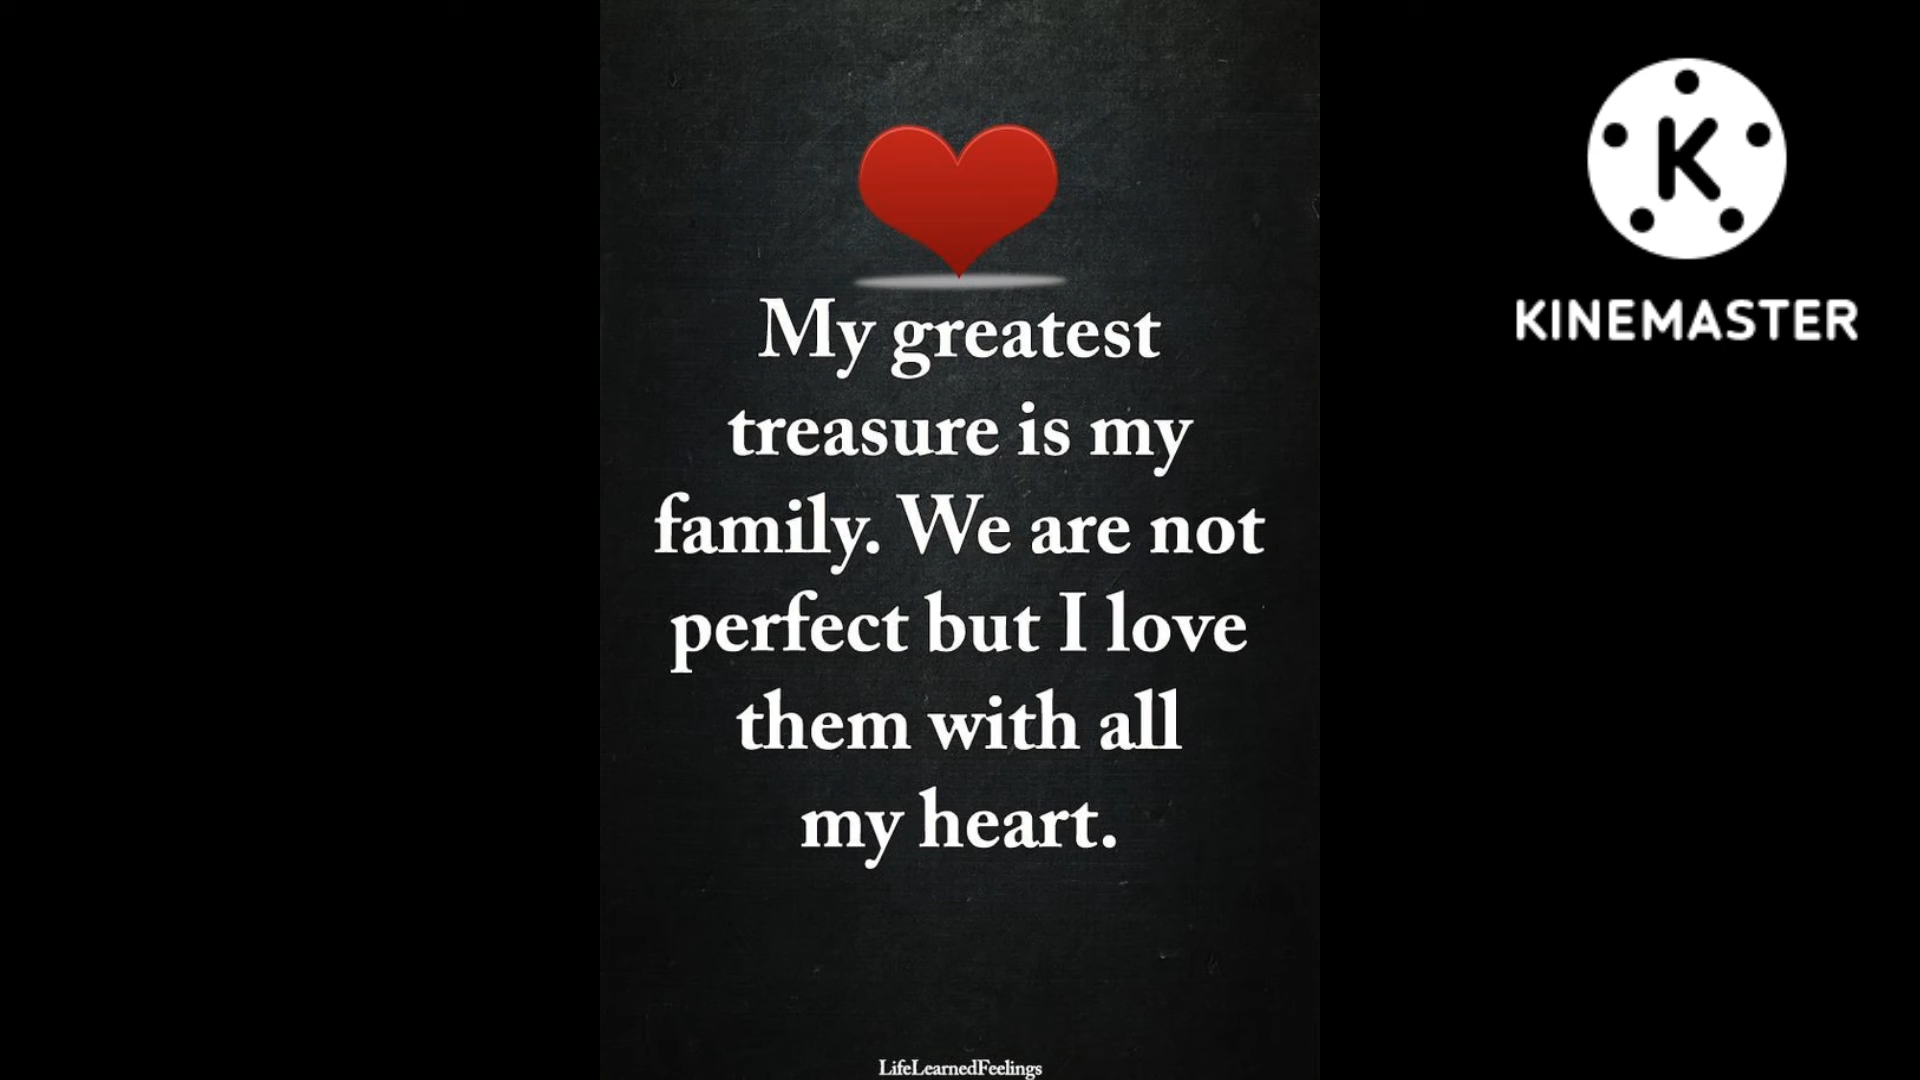 My greatest
treasure is my
family. We are not
perfect but I love
them with all
my heart.
LifeLearnedFeelings
K
KINEMASTER